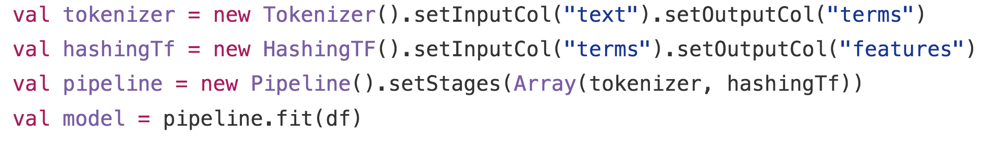 val tokenizer = new Tokenizer().setInputCol("text").setOutputCol("terms")
val hashingTf = new HashingTF().setInputCol("terms").setOutputCol("features")
val pipeline = new Pipeline().setStages(Array(tokenizer, hashingTf))
val model = pipeline.fit(df)